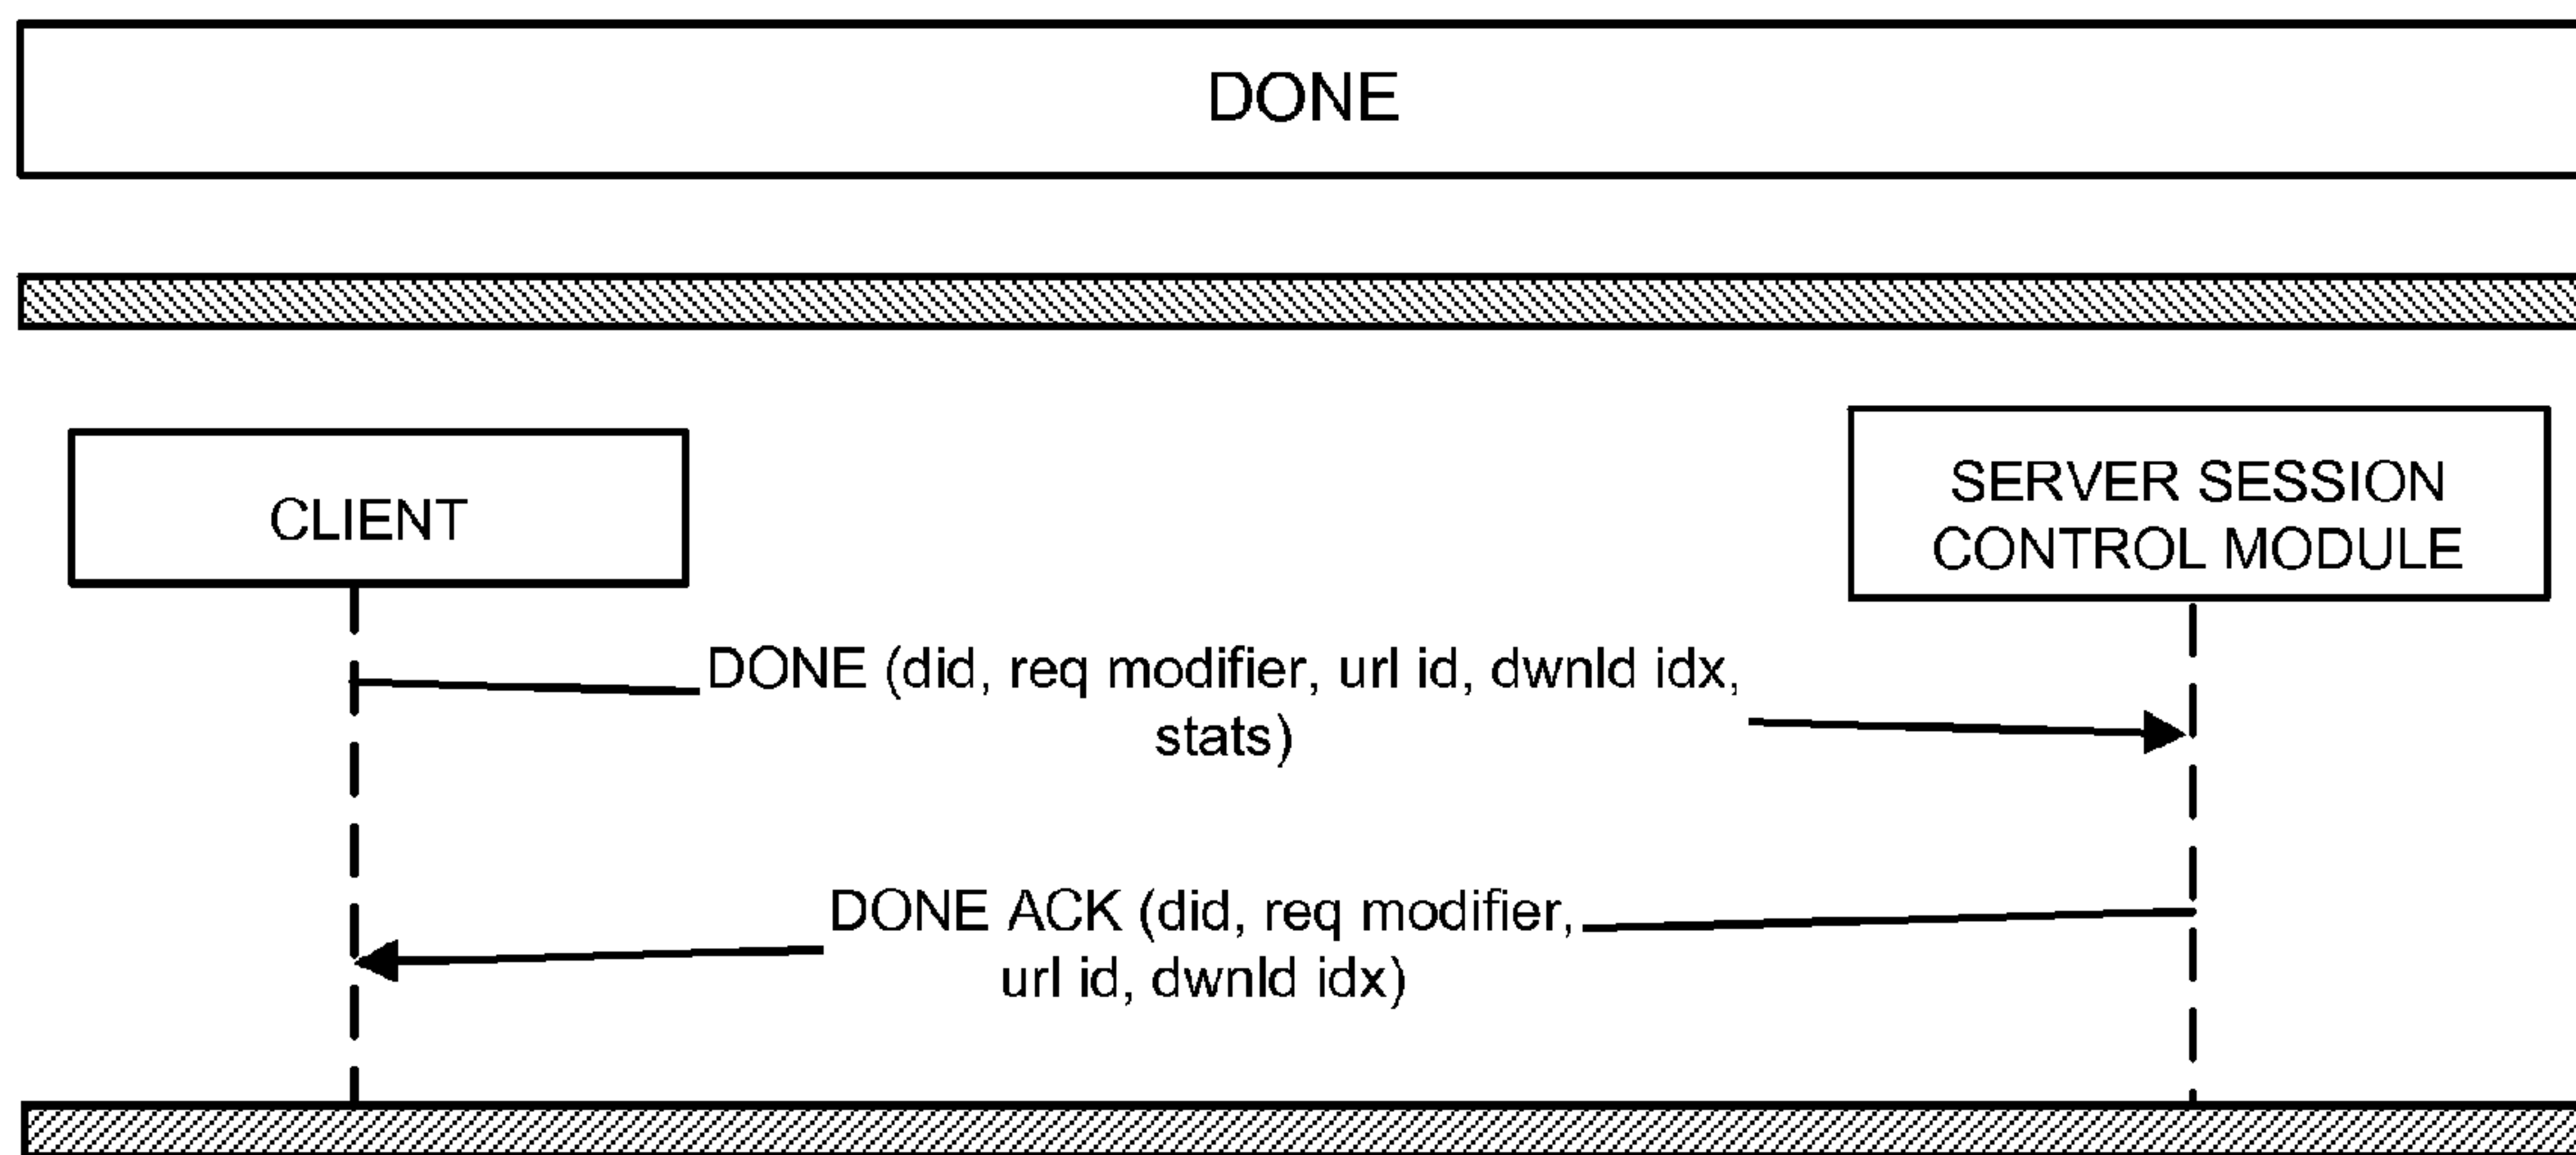 DONE
CLIENT
SERVER SESSION
CONTROL MODULE
DONE (did, req modifier, url id, dwnld idx,
stats)
DONE ACK (did, req modifier,
url id, dwnld idx)